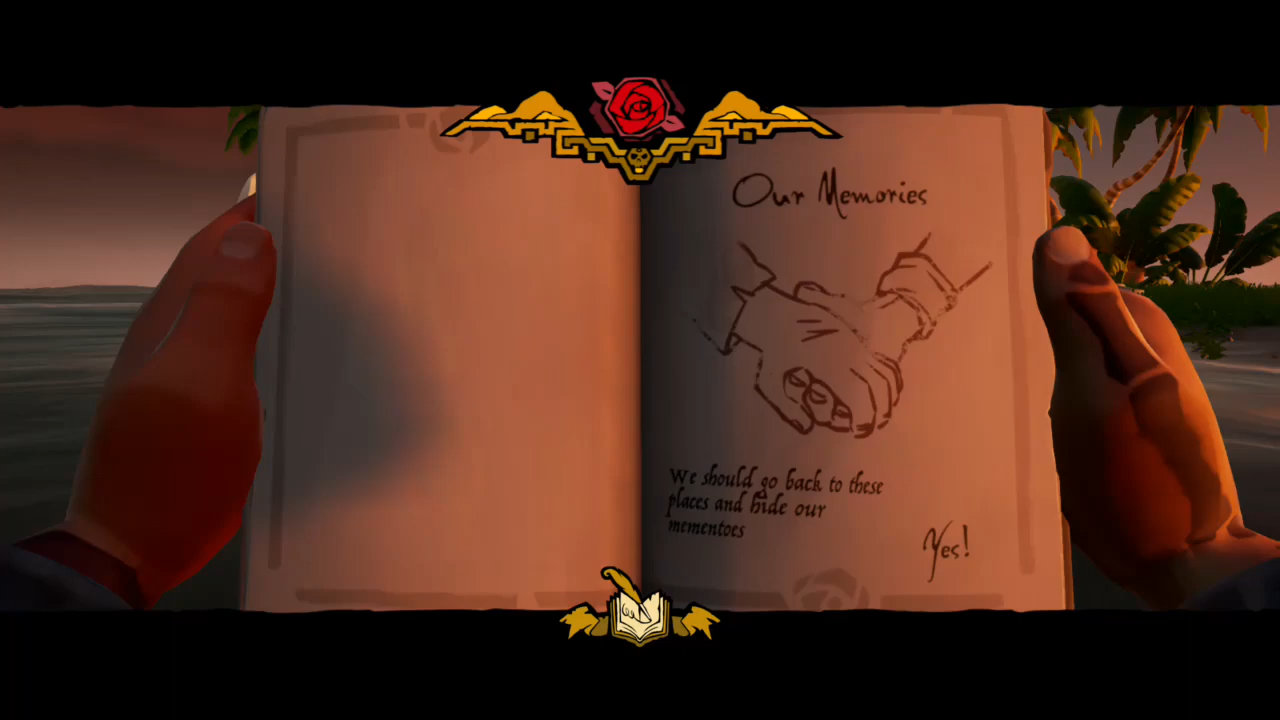 Our Memories
We should go back to these
places and hide our
mementoes
Yes!